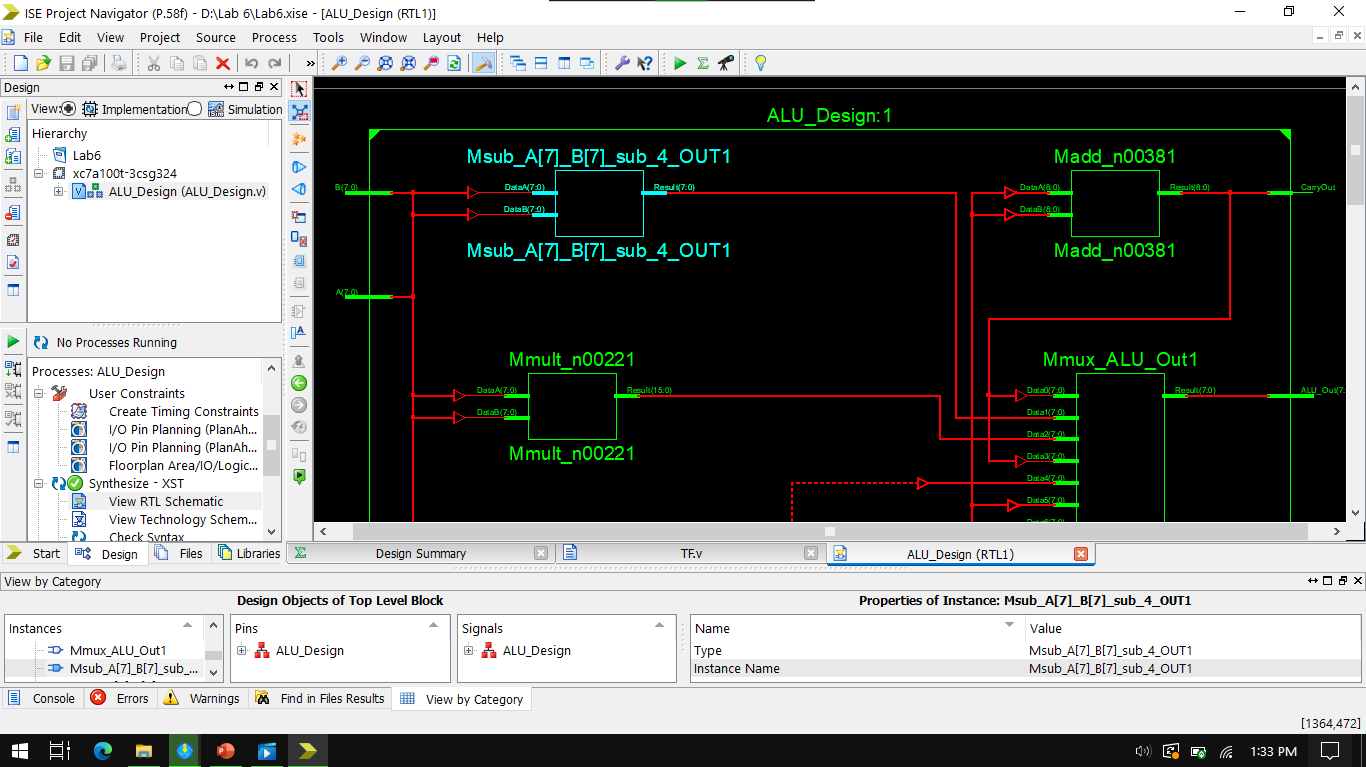 ISE Project Navigator (P.58f) - D:\Lab 6\Lab6.xise - [ALU_Design (RTL1)]
File Edit View Project Source Process Tools Window Layout Help
Design
View: Implementation Simulation
Hierarchy
Lab6
xc7a100t-3csg324
ALU_Design (ALU_Design.v)
No Processes Running
Processes: ALU_Design
User Constraints
Create Timing Constraints
I/O Pin Planning (PlanAh...
I/O Pin Planning (PlanAh...
Floorplan Area/IO/Logic...
Synthesize - XST
View RTL Schematic
View Technology Schem...
Check Syntax
Start Design Files Libraries
ALU_Design:1
Msub_A[7]_B[7]_sub_4_OUT1
Madd_n00381
B(7:0)
DataA(7:0)
Result(7:0)
DataB(7:0)
DataA(8:0)
Result(8:0)
CarryOut
DataB(8:0)
Msub_A[7]_B[7]_sub_4_OUT1
Madd_n00381
A(7:0)
Mmult_n00221
Mmux_ALU_Out1
DataA(7:0)
Result(15:0)
DataB(7:0)
Data0(7:0)
Result(7:0)
ALU_Out(7:
Data1(7:0)
Data2(7:0)
Data3(7:0)
Data4(7:0)
Data5(7:0)
Mmult_n00221
Design Summary TF.v ALU_Design (RTL1)
View by Category
Design Objects of Top Level Block
Properties of Instance: Msub_A[7]_B[7]_sub_4_OUT1
Instances
Mmux_ALU_Out1
Msub_A[7]_B[7]_sub_...
Pins
ALU_Design
Signals
ALU_Design
Name Value
Type Msub_A[7]_B[7]_sub_4_OUT1
Instance Name Msub_A[7]_B[7]_sub_4_OUT1
Console Errors Warnings Find in Files Results View by Category
[1364,472]
1:33 PM